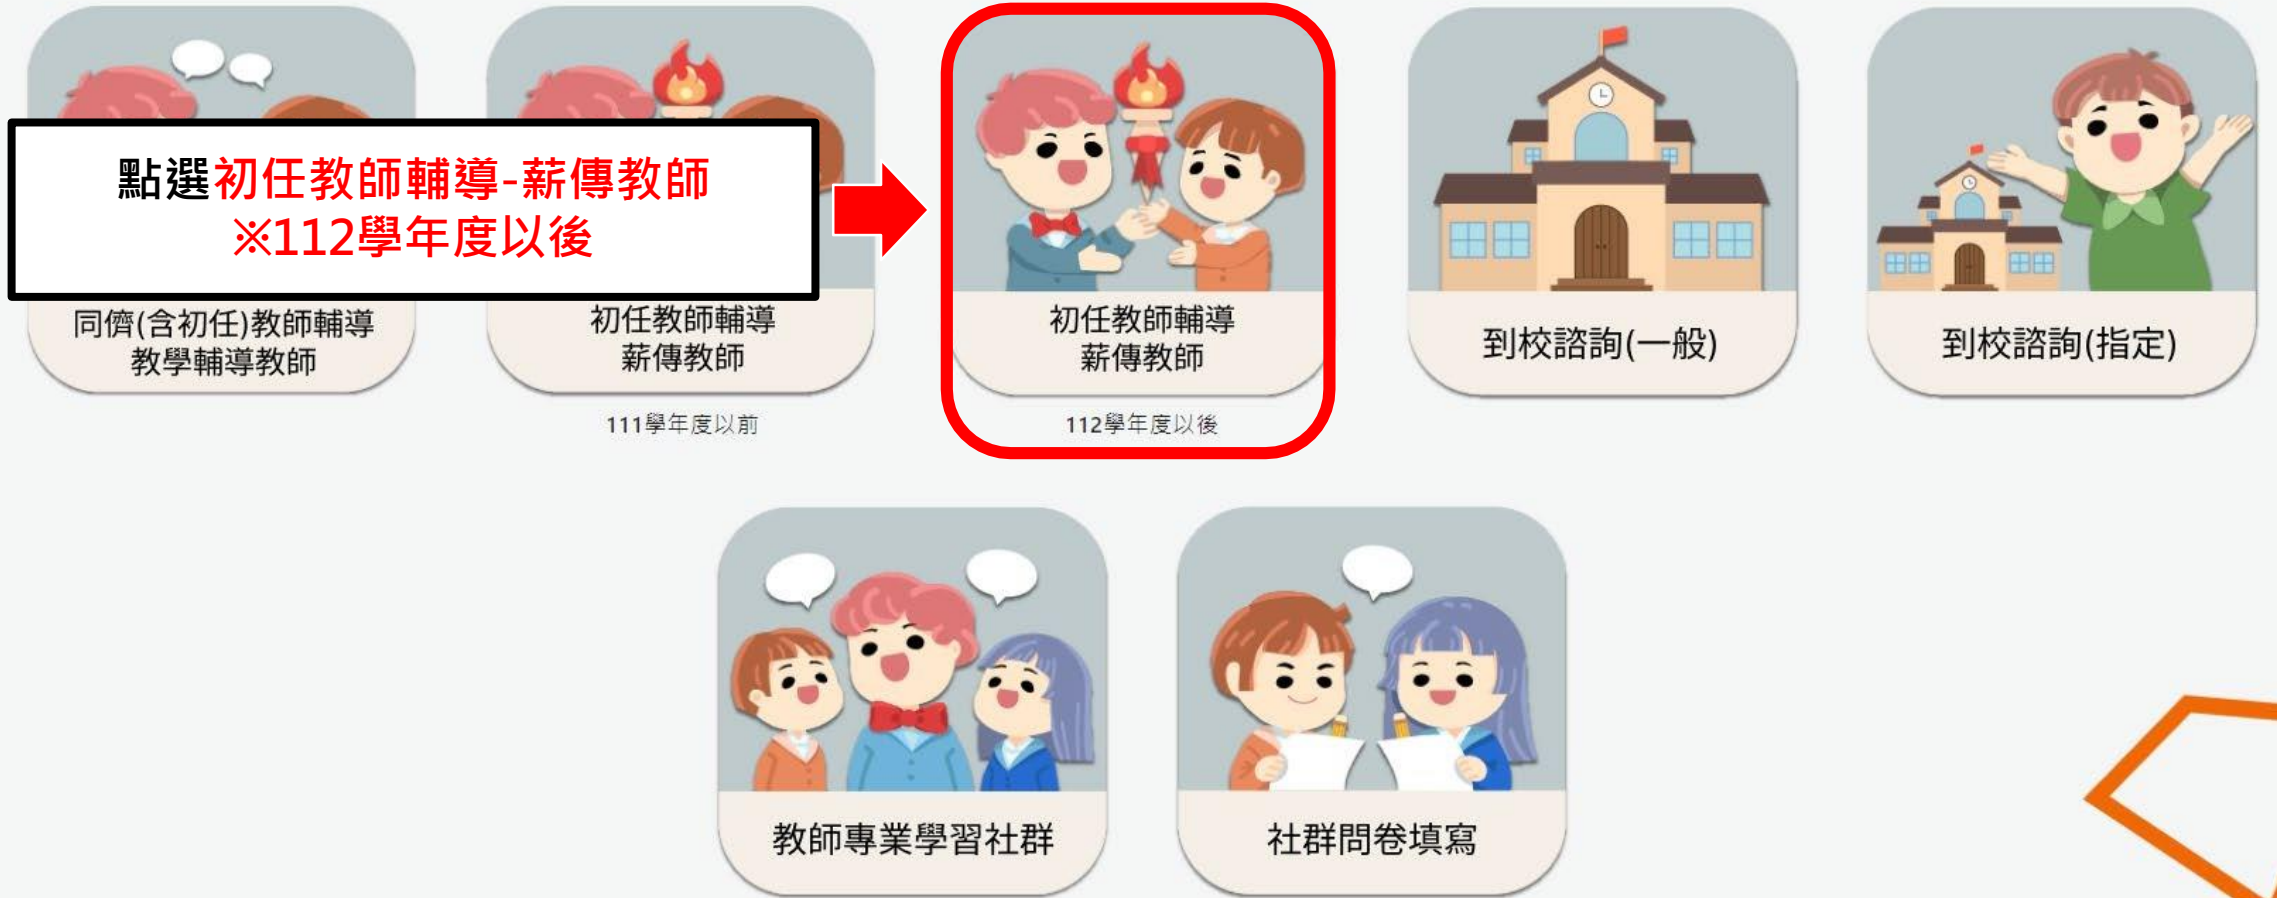 點選初任教師輔導-薪傳教師
※112學年度以後
同儕(含初任)教師輔導
教學輔導教師
初任教師輔導
薪傳教師
111學年度以前
初任教師輔導
薪傳教師
112學年度以後
到校諮詢(一般)
到校諮詢(指定)
教師專業學習社群
社群問卷填寫